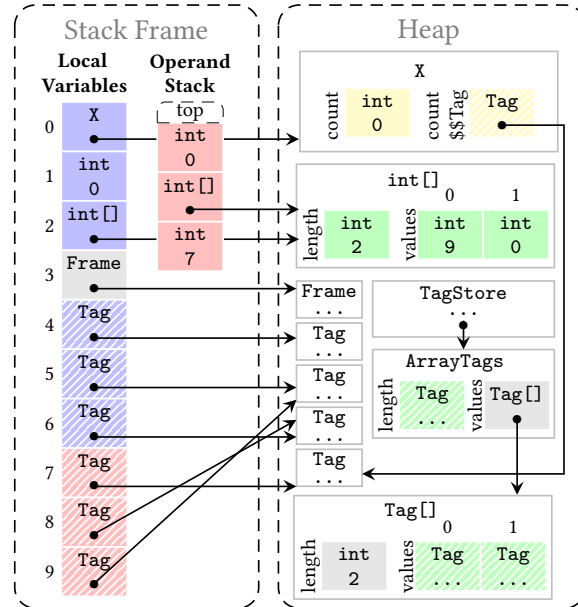 Stack Frame
Local Variables
Operand Stack
top
0
X
1
int
0
2
int[]
3
Frame
4
Tag
5
Tag
6
Tag
7
Tag
8
Tag
9
Tag
int
0
int[]
int
7
Heap
X
count
int
0
count
$$Tag
Tag
int[]
0 1
length
int
2
values
int
9
int
0
Frame
...
Tag
...
Tag
...
Tag
...
Tag
...
TagStore
...
ArrayTags
length
Tag
...
values
Tag[]
Tag[]
0 1
length
int
2
values
Tag
...
Tag
...